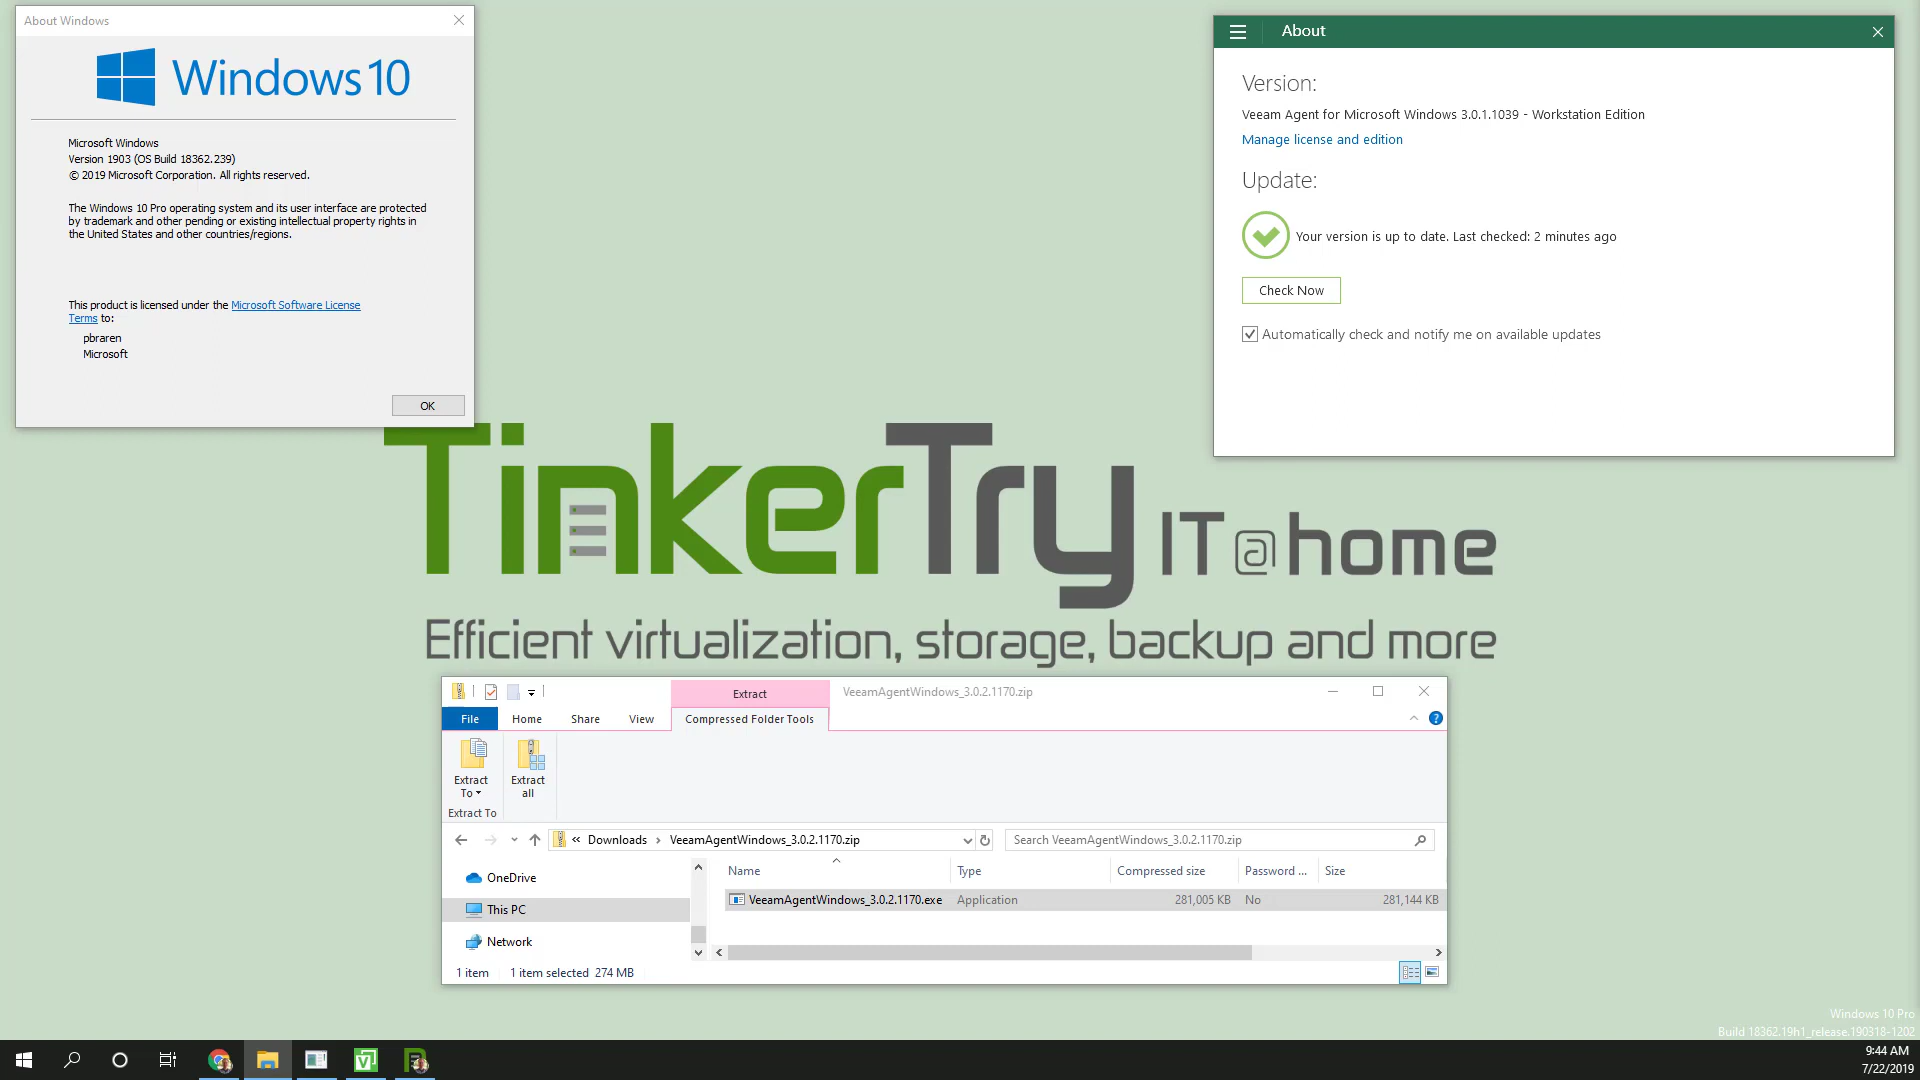 About Windows
Windows 10
Microsoft Windows
Version 1903 (OS Build 18362.239)
© 2019 Microsoft Corporation. All rights reserved.
The Windows 10 Pro operating system and its user interface are protected
by trademark and other pending or existing intellectual property rights in
the United States and other countries/regions.
This product is licensed under the Microsoft Software License
Terms to:
pbraren
Microsoft
OK
About
Version:
Veeam Agent for Microsoft Windows 3.0.1.1039 - Workstation Edition
Manage license and edition
Update:
Your version is up to date. Last checked: 2 minutes ago
Check Now
Automatically check and notify me on available updates
TinkerTry IT@home
Efficient virtualization, storage, backup and more
Extract VeeamAgentWindows_3.0.2.1170.zip
File Home Share View Compressed Folder Tools
Extract To
Extract all
Extract To
« Downloads › VeeamAgentWindows_3.0.2.1170.zip
Search VeeamAgentWindows_3.0.2.1170.zip
OneDrive
This PC
Network
Name Type Compressed size Password ... Size
VeeamAgentWindows_3.0.2.1170.exe Application 281,005 KB No 281,144 KB
1 item 1 item selected 274 MB
Windows 10 Pro
Build 18362.19h1_release.190318-1202
9:44 AM
7/22/2019